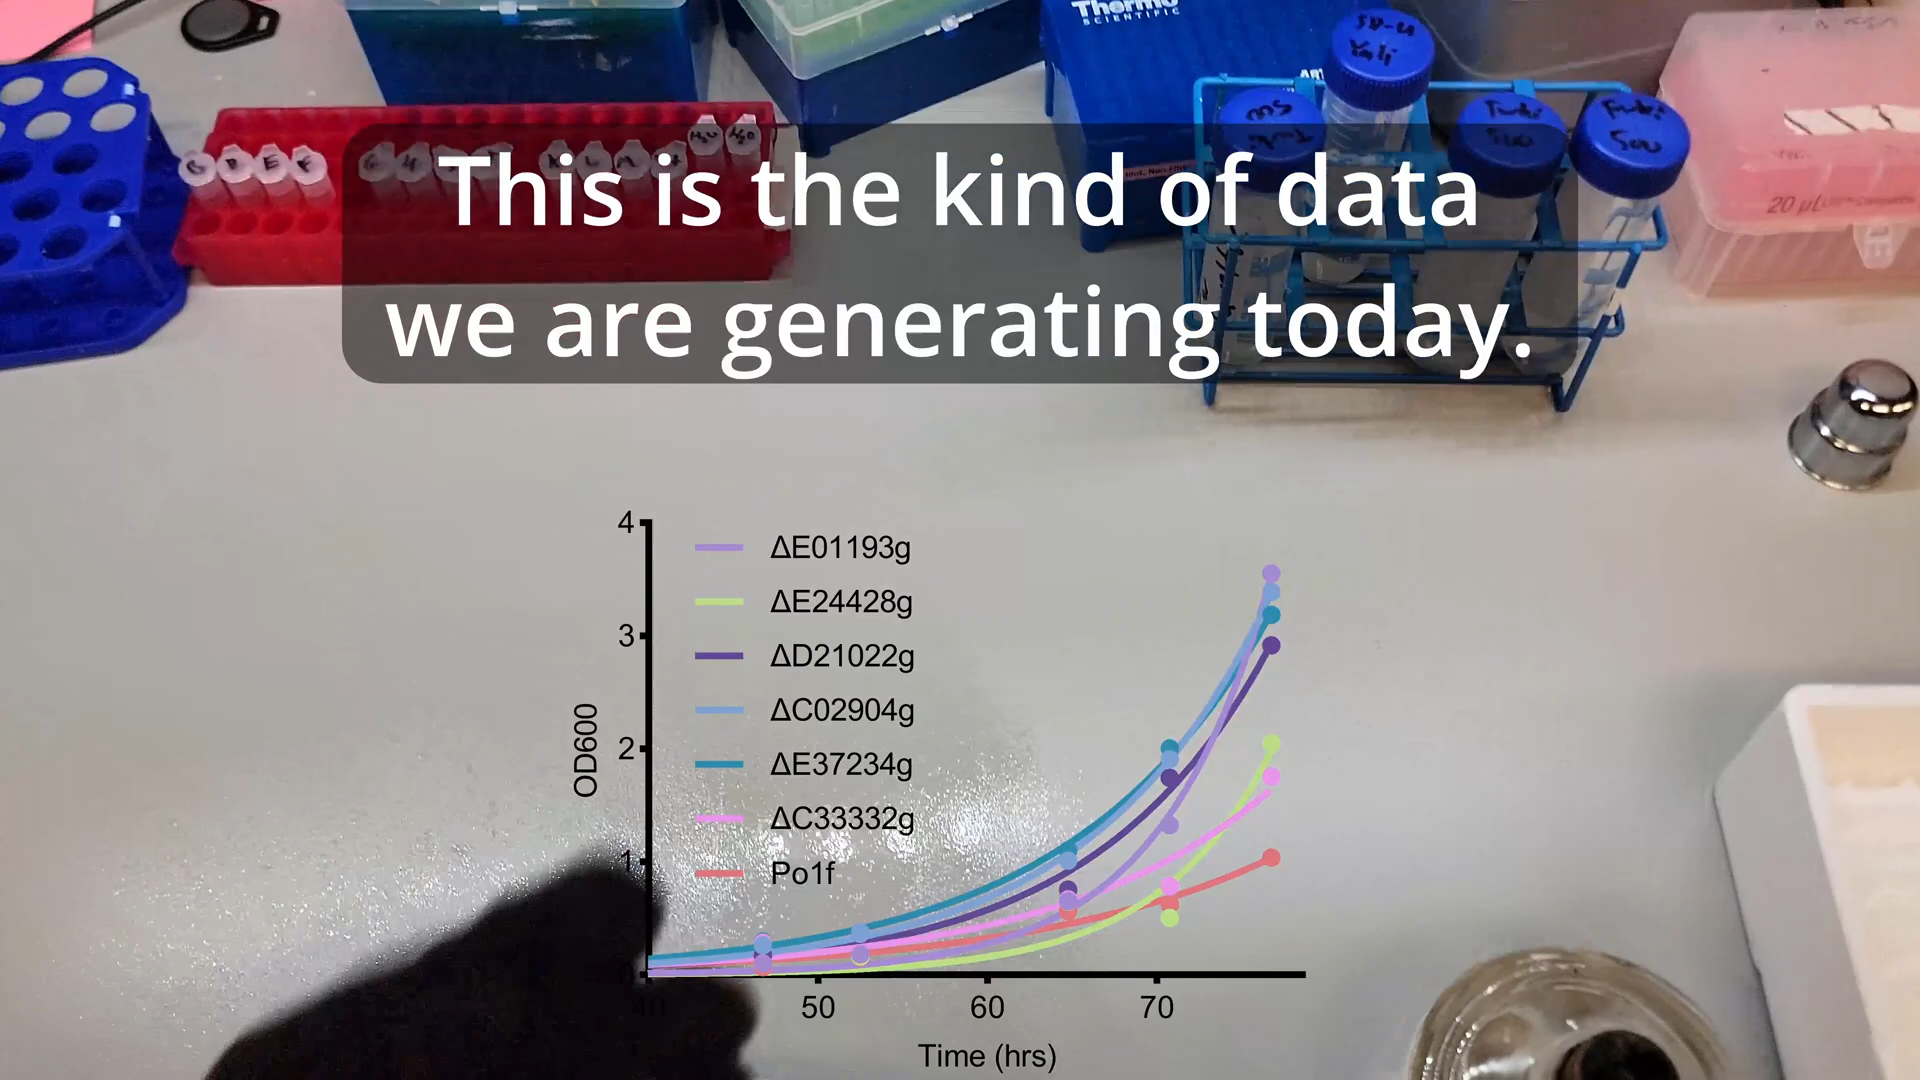 Thermo
SCIENTIFIC
This is the kind of data
we are generating today.
20 µL
4
3
2
1
0
OD600
ΔE01193g
ΔE24428g
ΔD21022g
ΔC02904g
ΔE37234g
ΔC33332g
Po1f
50
60
70
Time (hrs)